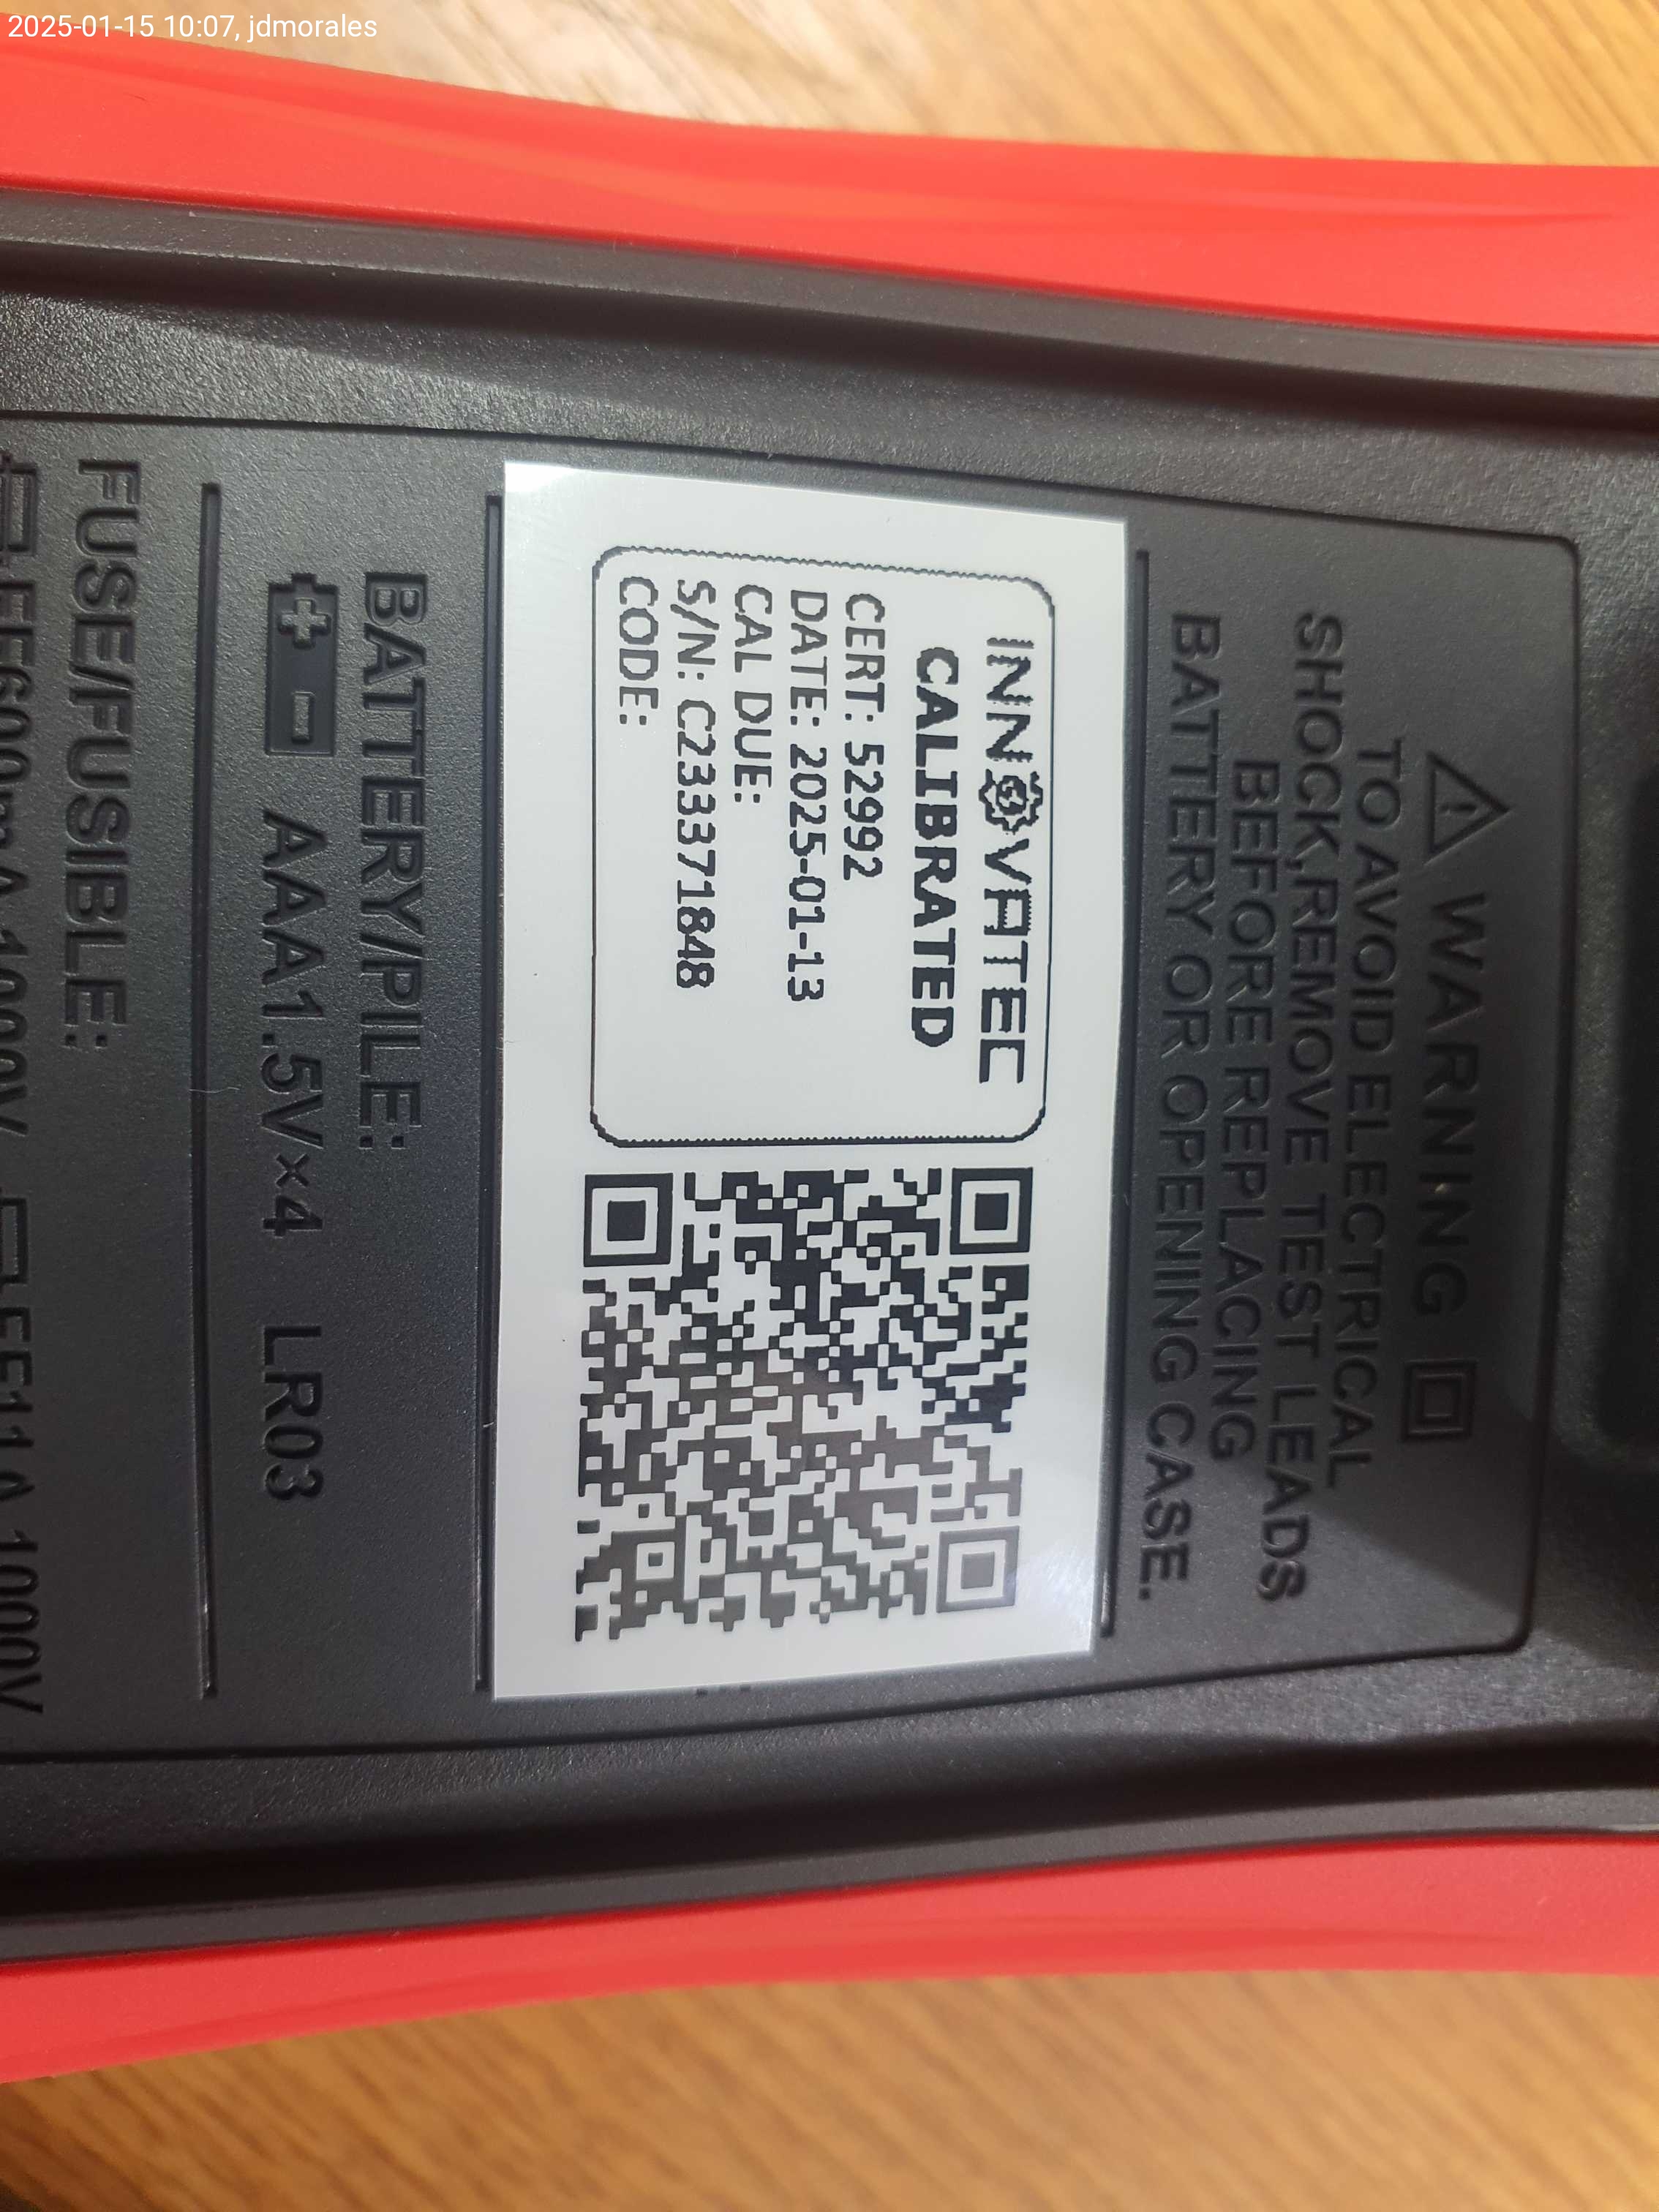 2025-01-15 10:07, jdmorales
WARNING
TO AVOID ELECTRICAL
SHOCK,REMOVE TEST LEADS
BEFORE REPLACING
BATTERY OR OPENING CASE.
INNOVATEC
CALIBRATED
CERT: 52992
DATE: 2025-01-13
CAL DUE:
S/N: C233371848
CODE:
BATTERY/PILE:
+ - AAA1.5V×4 LR03
FUSE/FUSIBLE:
1000V